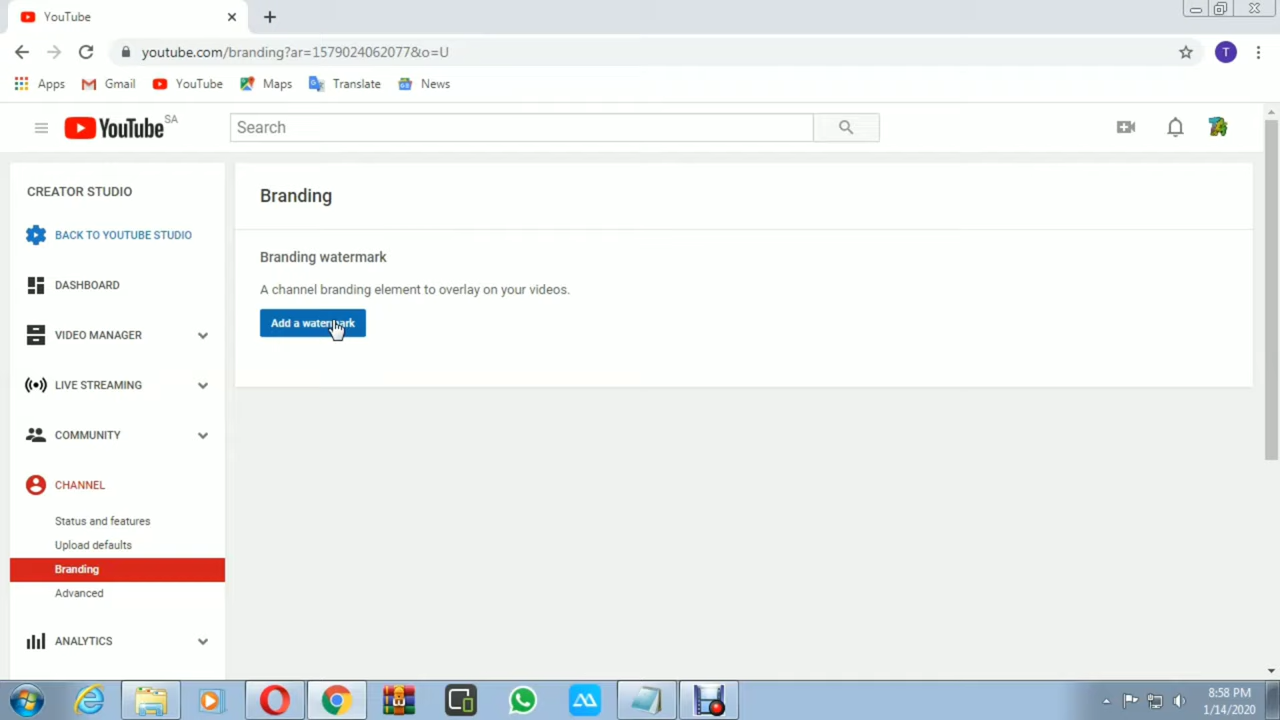 YouTube
youtube.com/branding?ar=1579024062077&o=U
T
Apps
Gmail
YouTube
Maps
Translate
News
YouTube SA
Search
CREATOR STUDIO
BACK TO YOUTUBE STUDIO
DASHBOARD
VIDEO MANAGER
LIVE STREAMING
COMMUNITY
CHANNEL
Status and features
Upload defaults
Branding
Advanced
ANALYTICS
Branding
Branding watermark
A channel branding element to overlay on your videos.
Add a watermark
8:58 PM
1/14/2020